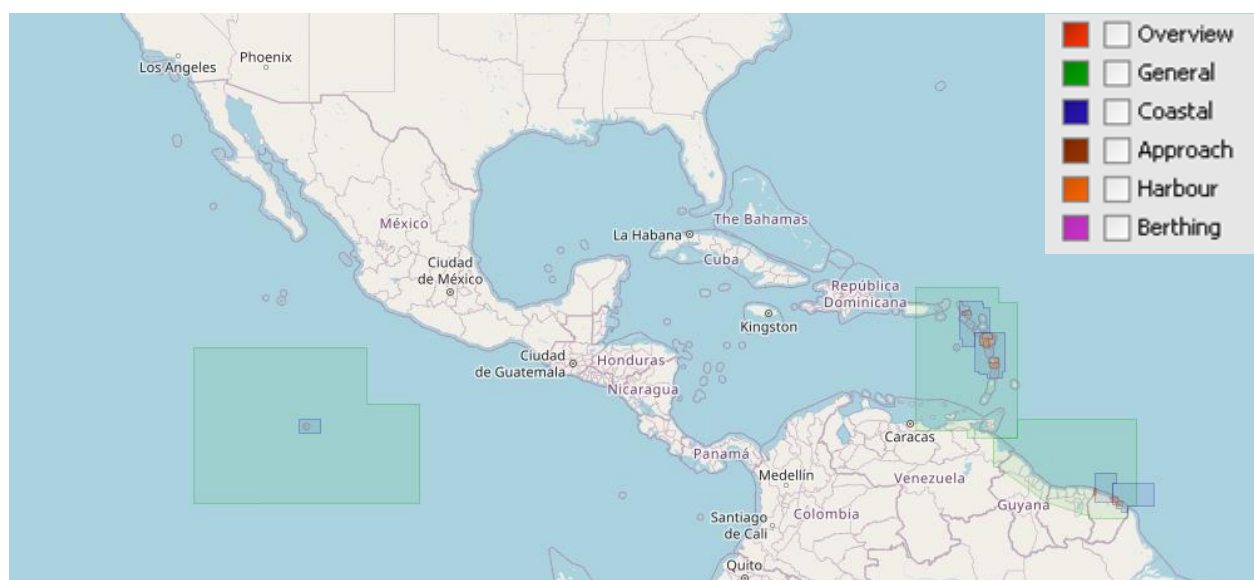 Overview
General
Coastal
Approach
Harbour
Berthing
Los Angeles
Phoenix
México
Ciudad
de México
La Habana
The Bahamas
Cuba
República
Dominicana
Kingston
Ciudad
de Guatemala
Honduras
Nicaragua
Caracas
Panamá
Medellín
Venezuela
Guyana
Santiago
de Cali
Colombia
Quito